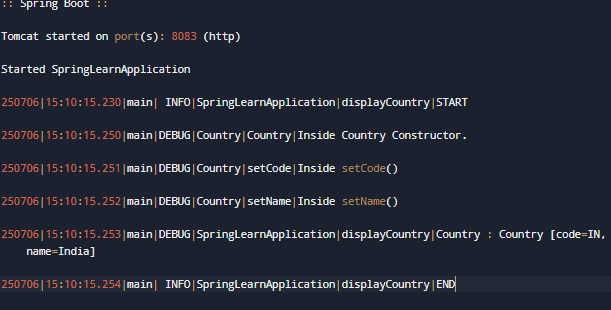 :: Spring Boot ::
Tomcat started on port(s): 8083 (http)
Started SpringLearnApplication
250706|15:10:15.230|main| INFO|SpringLearnApplication|displayCountry|START
250706|15:10:15.250|main|DEBUG|Country|Country|Inside Country Constructor.
250706|15:10:15.251|main|DEBUG|Country|setCode|Inside setCode()
250706|15:10:15.252|main|DEBUG|Country|setName|Inside setName()
250706|15:10:15.253|main|DEBUG|SpringLearnApplication|displayCountry|Country : Country [code=IN,
name=India]
250706|15:10:15.254|main| INFO|SpringLearnApplication|displayCountry|END